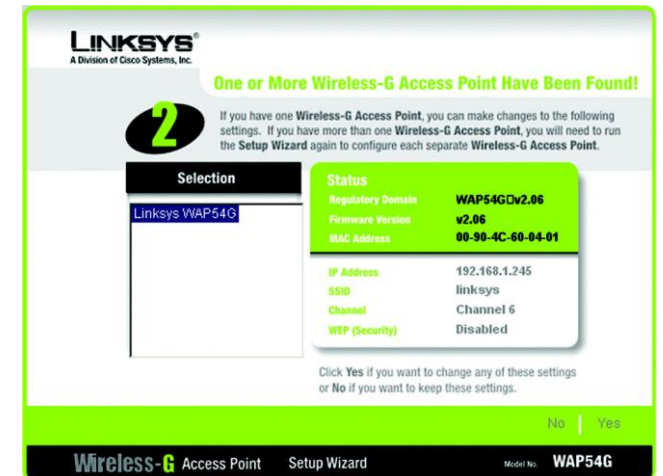 LINKSYS®
A Division of Cisco Systems, Inc.
One or More Wireless-G Access Point Have Been Found!
2
If you have one Wireless-G Access Point, you can make changes to the following
settings. If you have more than one Wireless-G Access Point, you will need to run
the Setup Wizard again to configure each separate Wireless-G Access Point.
Selection
Linksys WAP54G
Status
Regulatory Domain WAP54G□v2.06
Firmware Version v2.06
MAC Address 00-90-4C-60-04-01
IP Address 192.168.1.245
SSID linksys
Channel Channel 6
WEP (Security) Disabled
Click Yes if you want to change any of these settings
or No if you want to keep these settings.
No Yes
Wireless-G Access Point Setup Wizard Model No. WAP54G